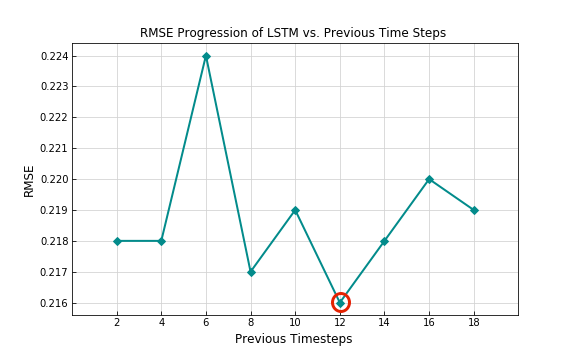 RMSE Progression of LSTM vs. Previous Time Steps
0.224
0.223
0.222
0.221
0.220
0.219
0.218
0.217
0.216
RMSE
2 4 6 8 10 12 14 16 18
Previous Timesteps